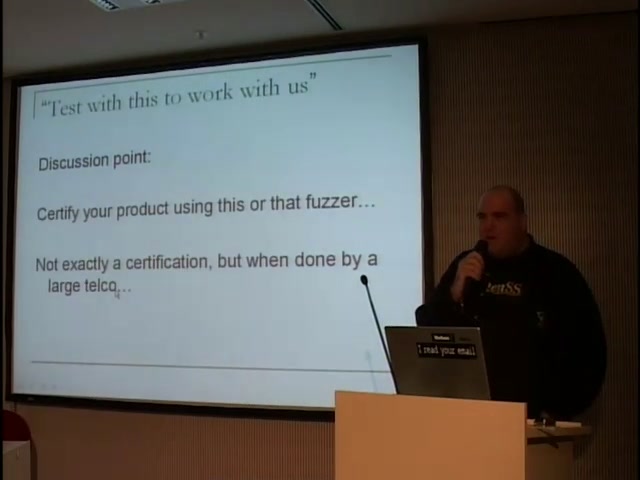 “Test with this to work with us”
Discussion point:
Certify your product using this or that fuzzer…
Not exactly a certification, but when done by a
large telco…
I read your email